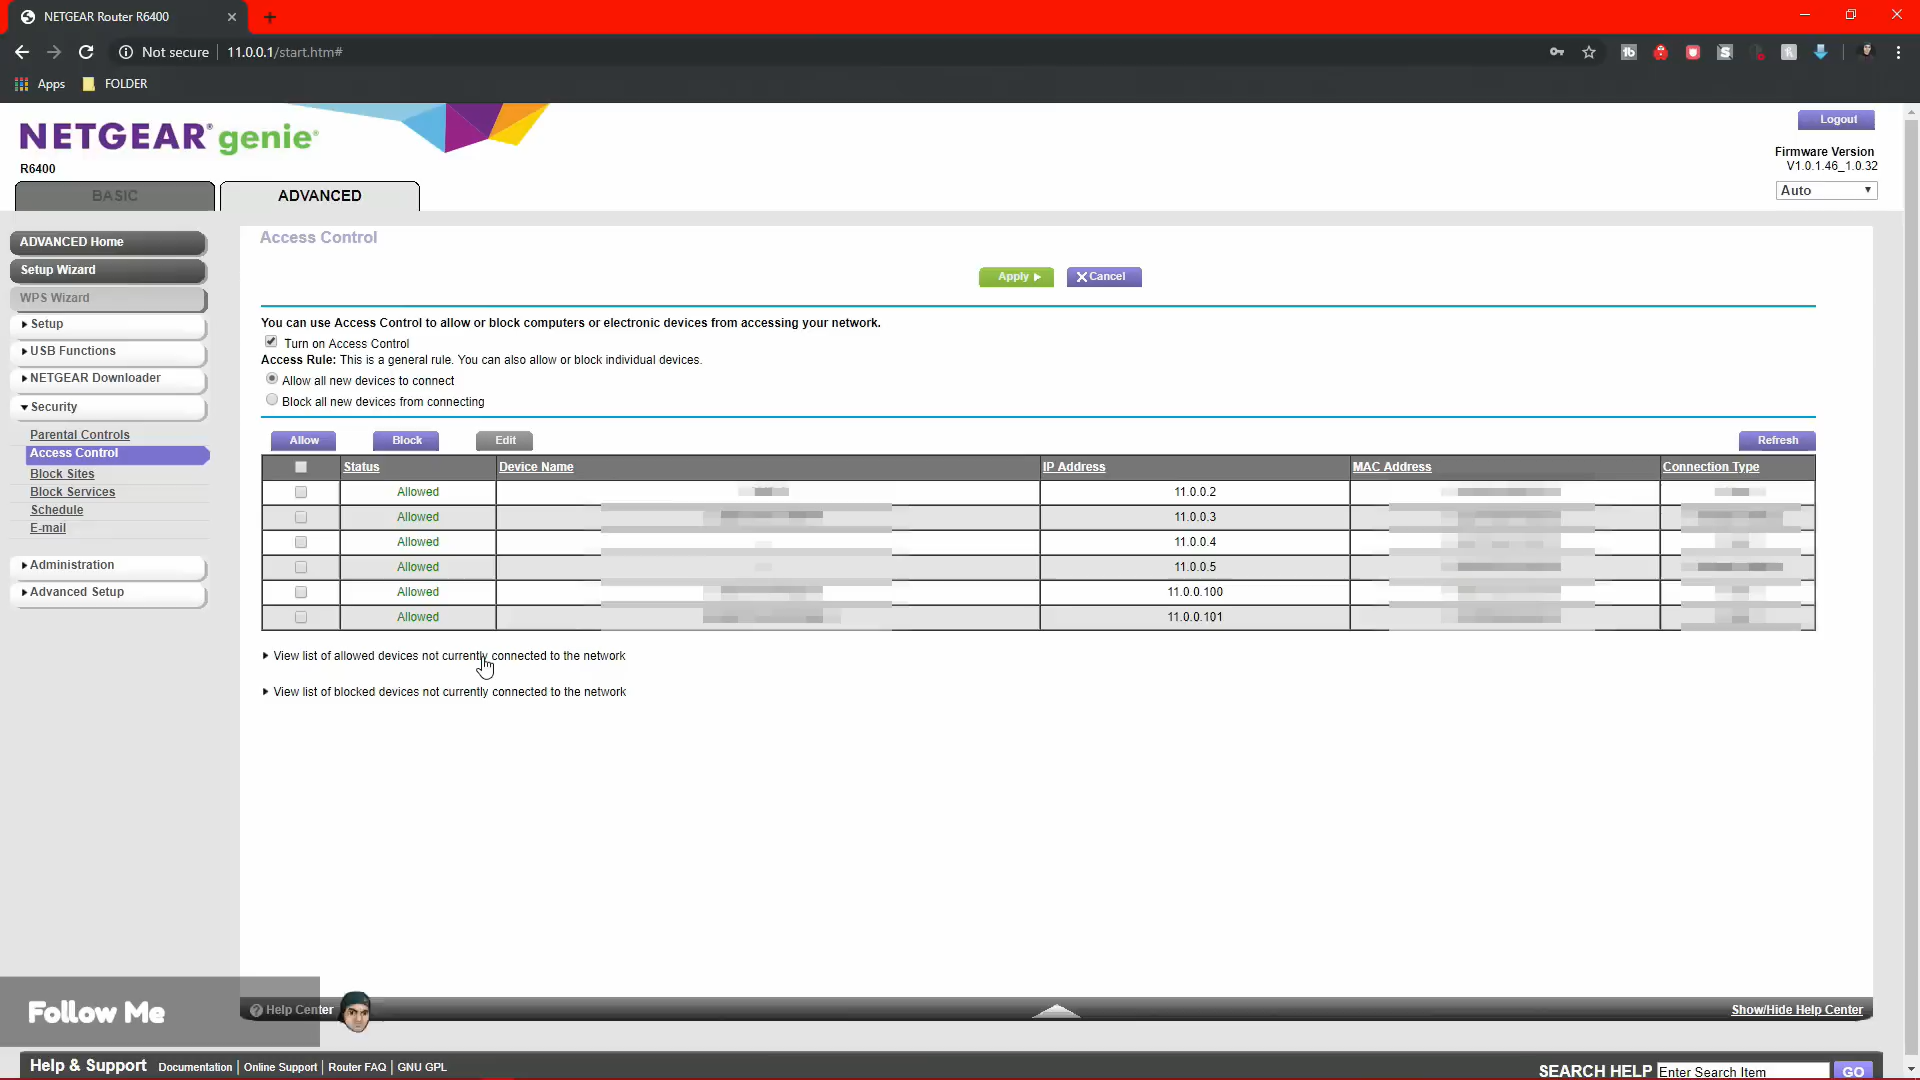 NETGEAR Router R6400
Not secure | 11.0.0.1/start.htm#
Apps FOLDER
NETGEAR® genie®
Logout
R6400
Firmware Version
V1.0.1.46_1.0.32
Auto
BASIC
ADVANCED
ADVANCED Home
Setup Wizard
WPS Wizard
Setup
USB Functions
NETGEAR Downloader
Security
Parental Controls
Access Control
Block Sites
Block Services
Schedule
E-mail
Administration
Advanced Setup
Access Control
Apply Cancel
You can use Access Control to allow or block computers or electronic devices from accessing your network.
Turn on Access Control
Access Rule: This is a general rule. You can also allow or block individual devices.
Allow all new devices to connect
Block all new devices from connecting
Allow Block Edit Refresh
Status Device Name IP Address MAC Address Connection Type
Allowed 11.0.0.2
Allowed 11.0.0.3
Allowed 11.0.0.4
Allowed 11.0.0.5
Allowed 11.0.0.100
Allowed 11.0.0.101
View list of allowed devices not currently connected to the network
View list of blocked devices not currently connected to the network
Follow Me
Help Center
Show/Hide Help Center
Help & Support Documentation | Online Support | Router FAQ | GNU GPL
SEARCH HELP Enter Search Item GO